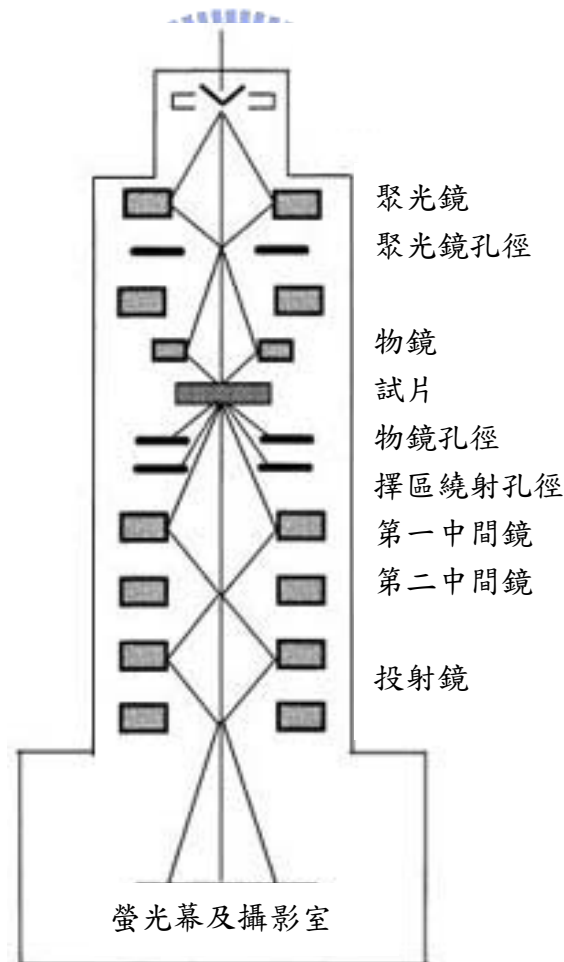 聚光鏡
聚光鏡孔徑
物鏡
試片
物鏡孔徑
擇區繞射孔徑
第一中間鏡
第二中間鏡
投射鏡
螢光幕及攝影室